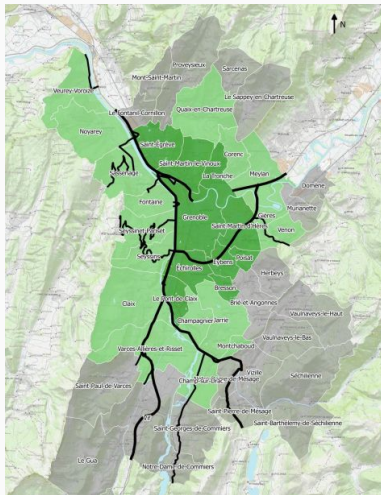 N
Proveysieux
Sarcenas
Mont-Saint-Martin
Le Sappey-en-Chartreuse
Veurey-Voroize
Quaix-en-Chartreuse
Le Fontanil-Cornillon
Noyarey
Saint-Égrève
Corenc
Saint-Martin-le-Vinoux
Meylan
La Tronche
Sassenage
Domène
Fontaine
Murianette
Grenoble
Gières
Saint-Martin-d'Hères
Venon
Seyssinet-Pariset
Seyssins
Poisat
Eybens
Échirolles
Herbeys
Bresson
Le Pont-de-Claix
Claix
Brié-et-Angonnes
Vaulnaveys-le-Haut
Champagnier
Jarrie
Vaulnaveys-le-Bas
Montchaboud
Varces-Allières-et-Risset
Vizille
Séchilienne
Champ-sur-Drac
de Mésage
Saint-Paul-de-Varces
Saint-Pierre-de-Mésage
Saint-Barthélemy-de-Séchilienne
Vif
Saint-Georges-de-Commiers
Le Gua
Notre-Dame-de-Commiers